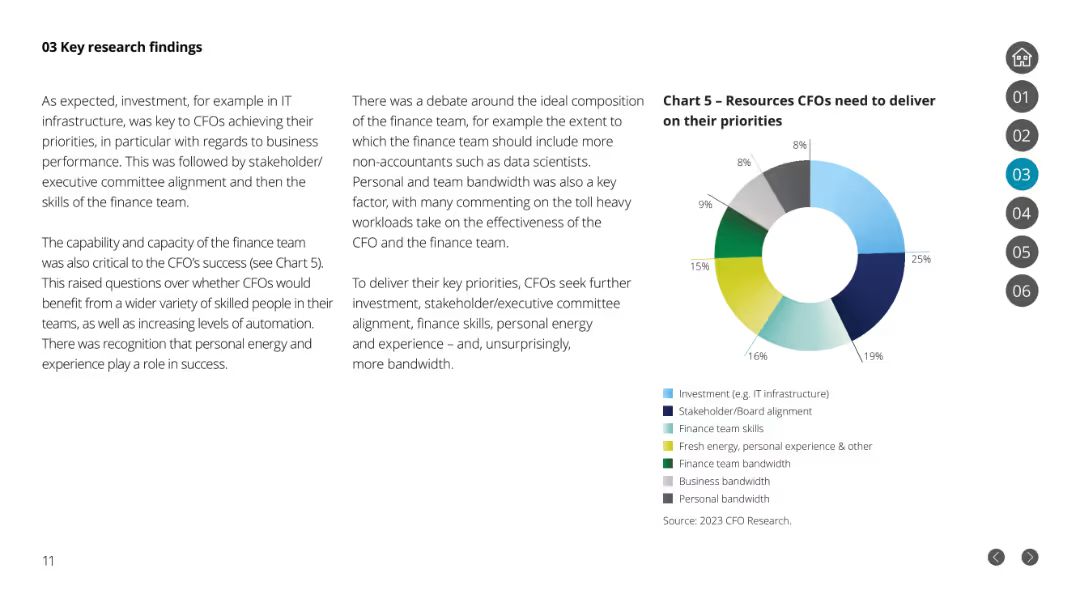 03 Key research findings
As expected, investment, for example in IT
infrastructure, was key to CFOs achieving their
priorities, in particular with regards to business
performance. This was followed by stakeholder/
executive committee alignment and then the
skills of the finance team.
The capability and capacity of the finance team
was also critical to the CFO's success (see Chart 5).
This raised questions over whether CFOs would
benefit from a wider variety of skilled people in their
teams, as well as increasing levels of automation.
There was recognition that personal energy and
experience play a role in success.
There was a debate around the ideal composition
of the finance team, for example the extent to
which the finance team should include more
non-accountants such as data scientists.
Personal and team bandwidth was also a key
factor, with many commenting on the toll heavy
workloads take on the effectiveness of the
CFO and the finance team.
To deliver their key priorities, CFOs seek further
investment, stakeholder/executive committee
alignment, finance skills, personal energy
and experience – and, unsurprisingly,
more bandwidth.
Chart 5 – Resources CFOs need to deliver
on their priorities
8%
8%
9%
15%
16%
19%
25%
Investment (e.g. IT infrastructure)
Stakeholder/Board alignment
Finance team skills
Fresh energy, personal experience & other
Finance team bandwidth
Business bandwidth
Personal bandwidth
Source: 2023 CFO Research.
01
02
03
04
05
06
11